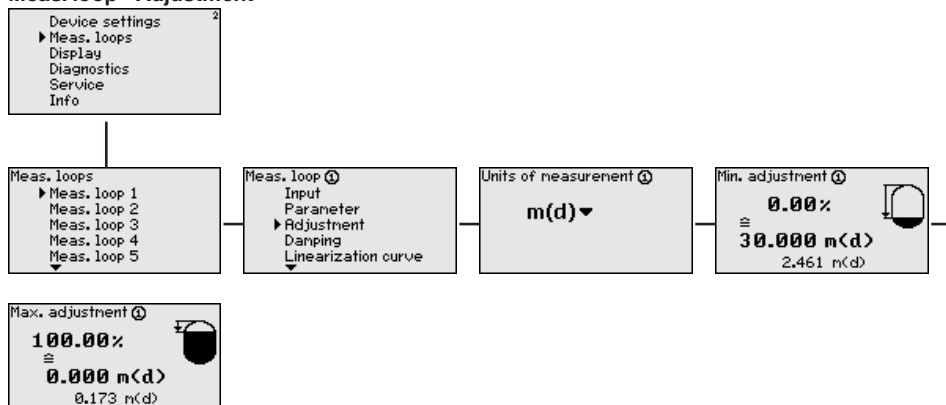 Device settings
2
Meas. loops
Display
Diagnostics
Service
Info
Meas. loops
Meas. loop 1
Meas. loop 2
Meas. loop 3
Meas. loop 4
Meas. loop 5
Meas. loop ①
Input
Parameter
Adjustment
Damping
Linearization curve
Units of measurement ①
m(d)
Min. adjustment ①
0.00%
≙
30.000 m(d)
2.461 m(d)
Max. adjustment ①
100.00%
≙
0.000 m(d)
0.173 m(d)